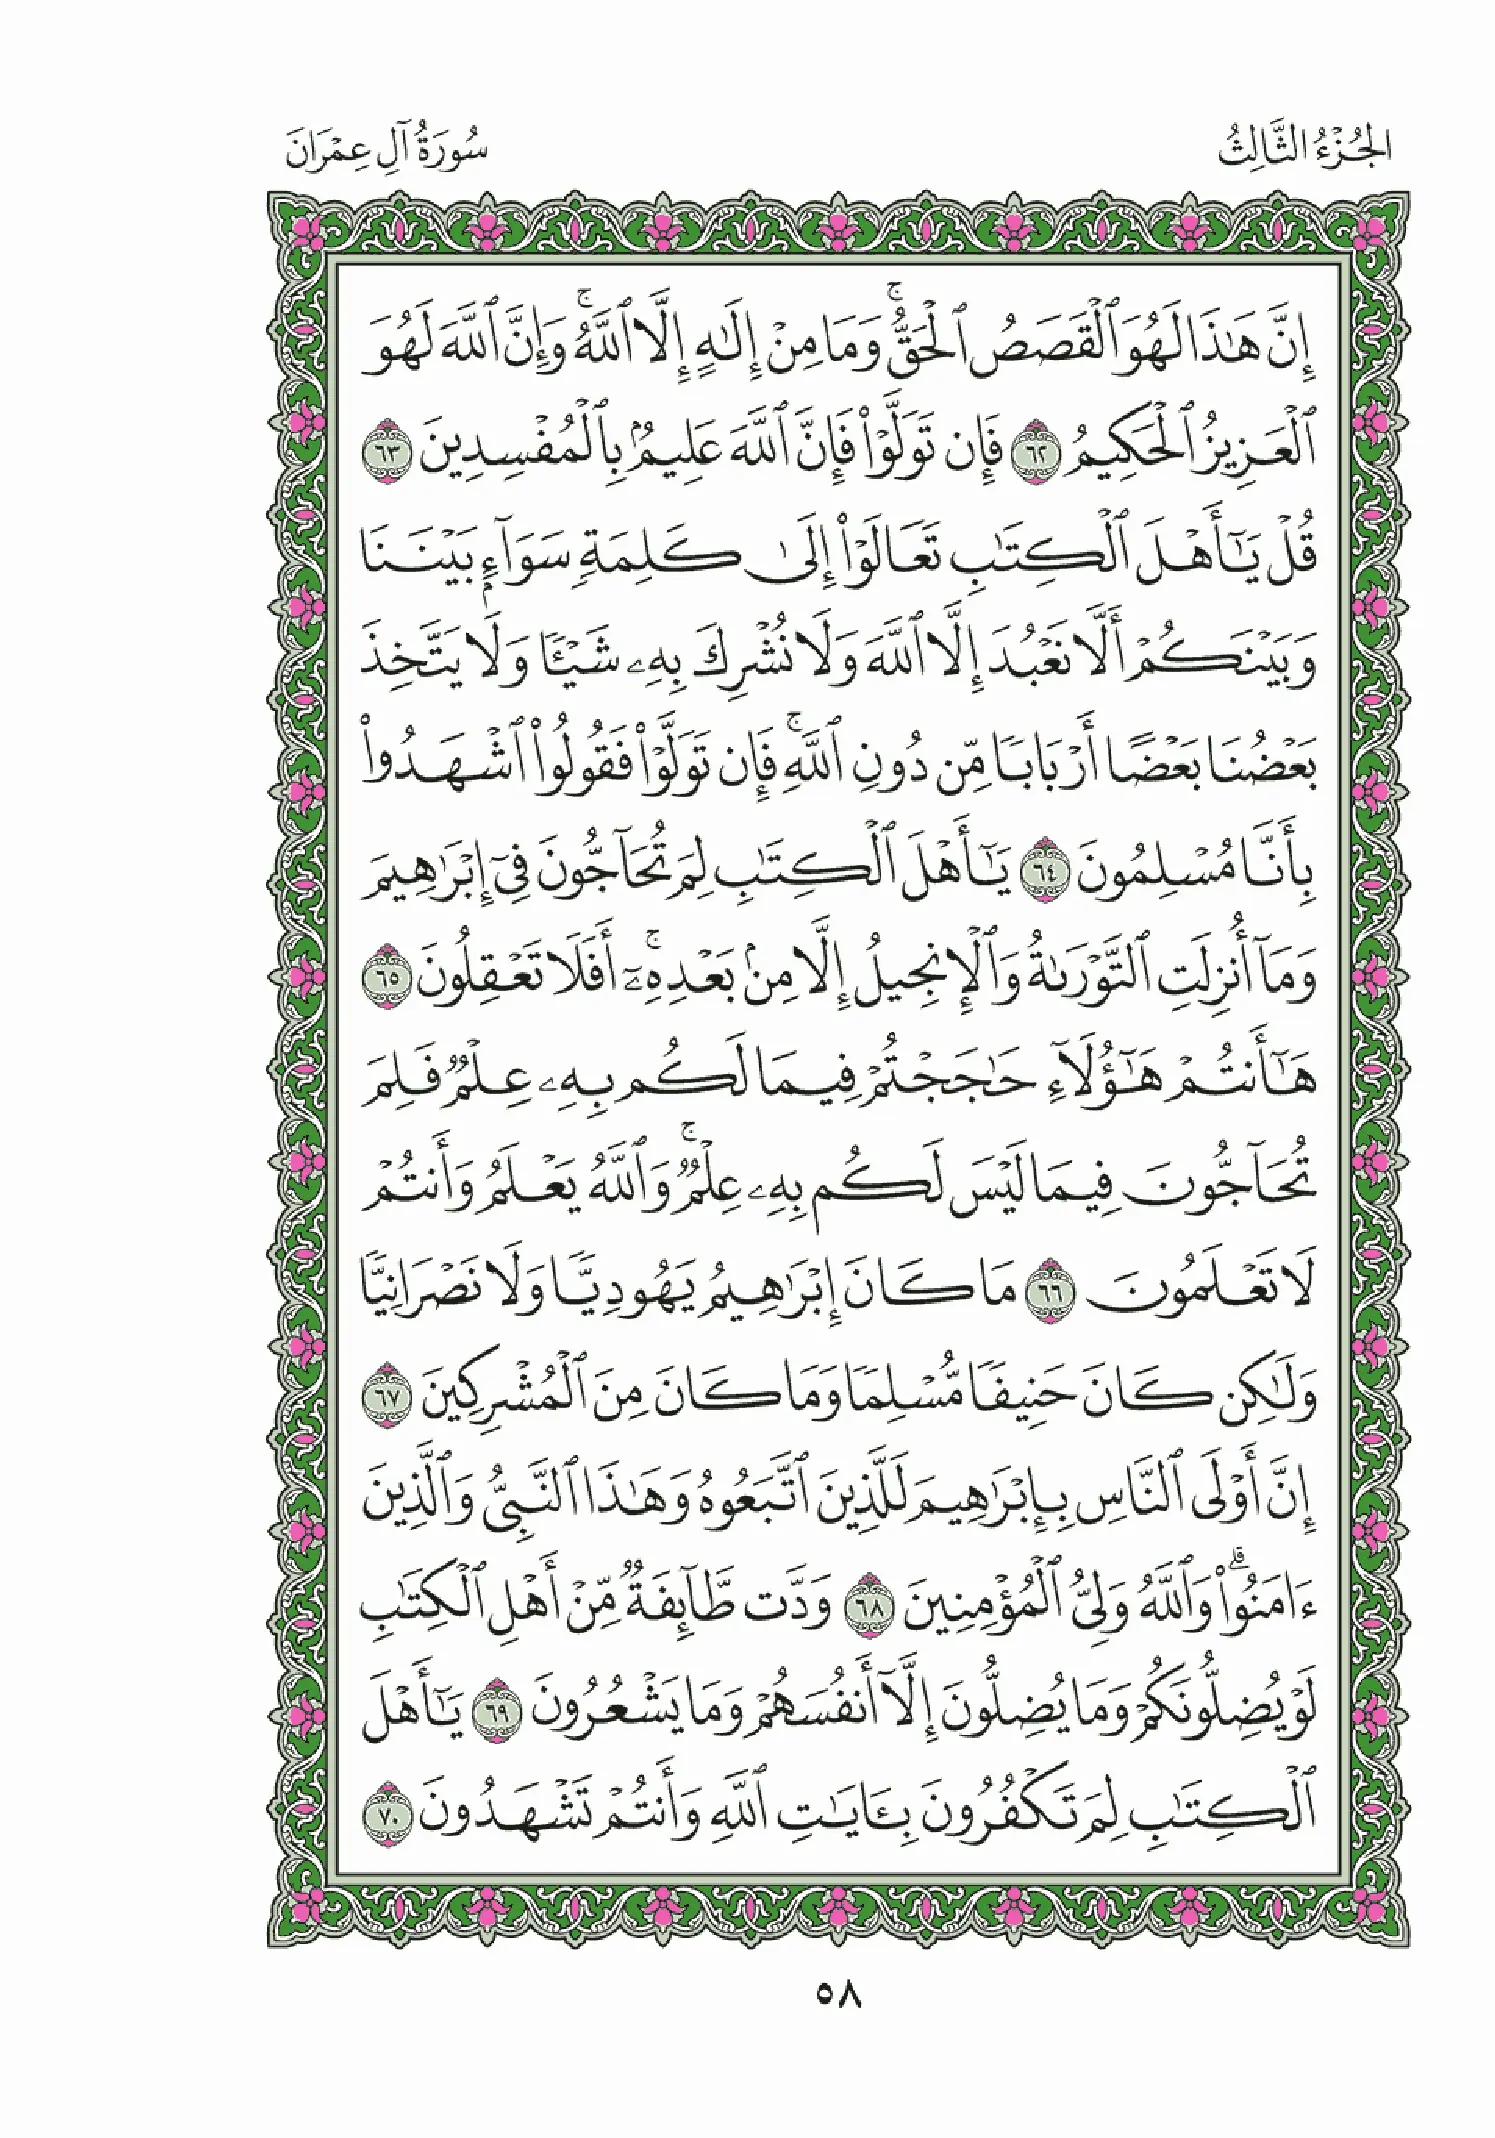 الجُزْءُ الثَّالِثُ
سُورَةُ آلِ عِمْرَانَ
إِنَّ هَٰذَا لَهُوَ ٱلْقَصَصُ ٱلْحَقُّۚ وَمَا مِنْ إِلَٰهٍ إِلَّا ٱللَّهُۚ وَإِنَّ ٱللَّهَ لَهُوَ
ٱلْعَزِيزُ ٱلْحَكِيمُ ٦٢ فَإِن تَوَلَّوْا۟ فَإِنَّ ٱللَّهَ عَلِيمٌۢ بِٱلْمُفْسِدِينَ ٦٣
قُلْ يَٰٓأَهْلَ ٱلْكِتَٰبِ تَعَالَوْا۟ إِلَىٰ كَلِمَةٍ سَوَآءٍۭ بَيْنَنَا
وَبَيْنَكُمْ أَلَّا نَعْبُدَ إِلَّا ٱللَّهَ وَلَا نُشْرِكَ بِهِۦ شَيْـًٔا وَلَا يَتَّخِذَ
بَعْضُنَا بَعْضًا أَرْبَابًا مِّن دُونِ ٱللَّهِۚ فَإِن تَوَلَّوْا۟ فَقُولُوا۟ ٱشْهَدُوا۟
بِأَنَّا مُسْلِمُونَ ٦٤ يَٰٓأَهْلَ ٱلْكِتَٰبِ لِمَ تُحَآجُّونَ فِىٓ إِبْرَٰهِيمَ
وَمَآ أُنزِلَتِ ٱلتَّوْرَىٰةُ وَٱلْإِنجِيلُ إِلَّا مِنۢ بَعْدِهِۦٓۚ أَفَلَا تَعْقِلُونَ ٦٥
هَٰٓأَنتُمْ هَٰٓؤُلَآءِ حَٰجَجْتُمْ فِيمَا لَكُم بِهِۦ عِلْمٌ فَلِمَ
تُحَآجُّونَ فِيمَا لَيْسَ لَكُم بِهِۦ عِلْمٌۚ وَٱللَّهُ يَعْلَمُ وَأَنتُمْ
لَا تَعْلَمُونَ ٦٦ مَا كَانَ إِبْرَٰهِيمُ يَهُودِيًّا وَلَا نَصْرَانِيًّا
وَلَٰكِن كَانَ حَنِيفًا مُّسْلِمًا وَمَا كَانَ مِنَ ٱلْمُشْرِكِينَ ٦٧
إِنَّ أَوْلَى ٱلنَّاسِ بِإِبْرَٰهِيمَ لَلَّذِينَ ٱتَّبَعُوهُ وَهَٰذَا ٱلنَّبِىُّ وَٱلَّذِينَ
ءَامَنُوا۟ۗ وَٱللَّهُ وَلِىُّ ٱلْمُؤْمِنِينَ ٦٨ وَدَّت طَّآئِفَةٌ مِّنْ أَهْلِ ٱلْكِتَٰبِ
لَوْ يُضِلُّونَكُمْ وَمَا يُضِلُّونَ إِلَّآ أَنفُسَهُمْ وَمَا يَشْعُرُونَ ٦٩ يَٰٓأَهْلَ
ٱلْكِتَٰبِ لِمَ تَكْفُرُونَ بِـَٔايَٰتِ ٱللَّهِ وَأَنتُمْ تَشْهَدُونَ ٧٠
٥٨